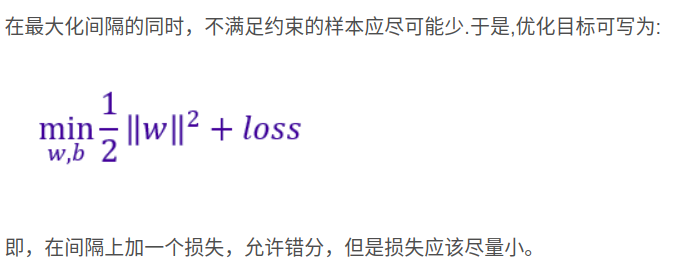 在最大化间隔的同时，不满足约束的样本应尽可能少.于是,优化目标可写为:
min 1/2 ||w||² + loss
w,b
即，在间隔上加一个损失，允许错分，但是损失应该尽量小。